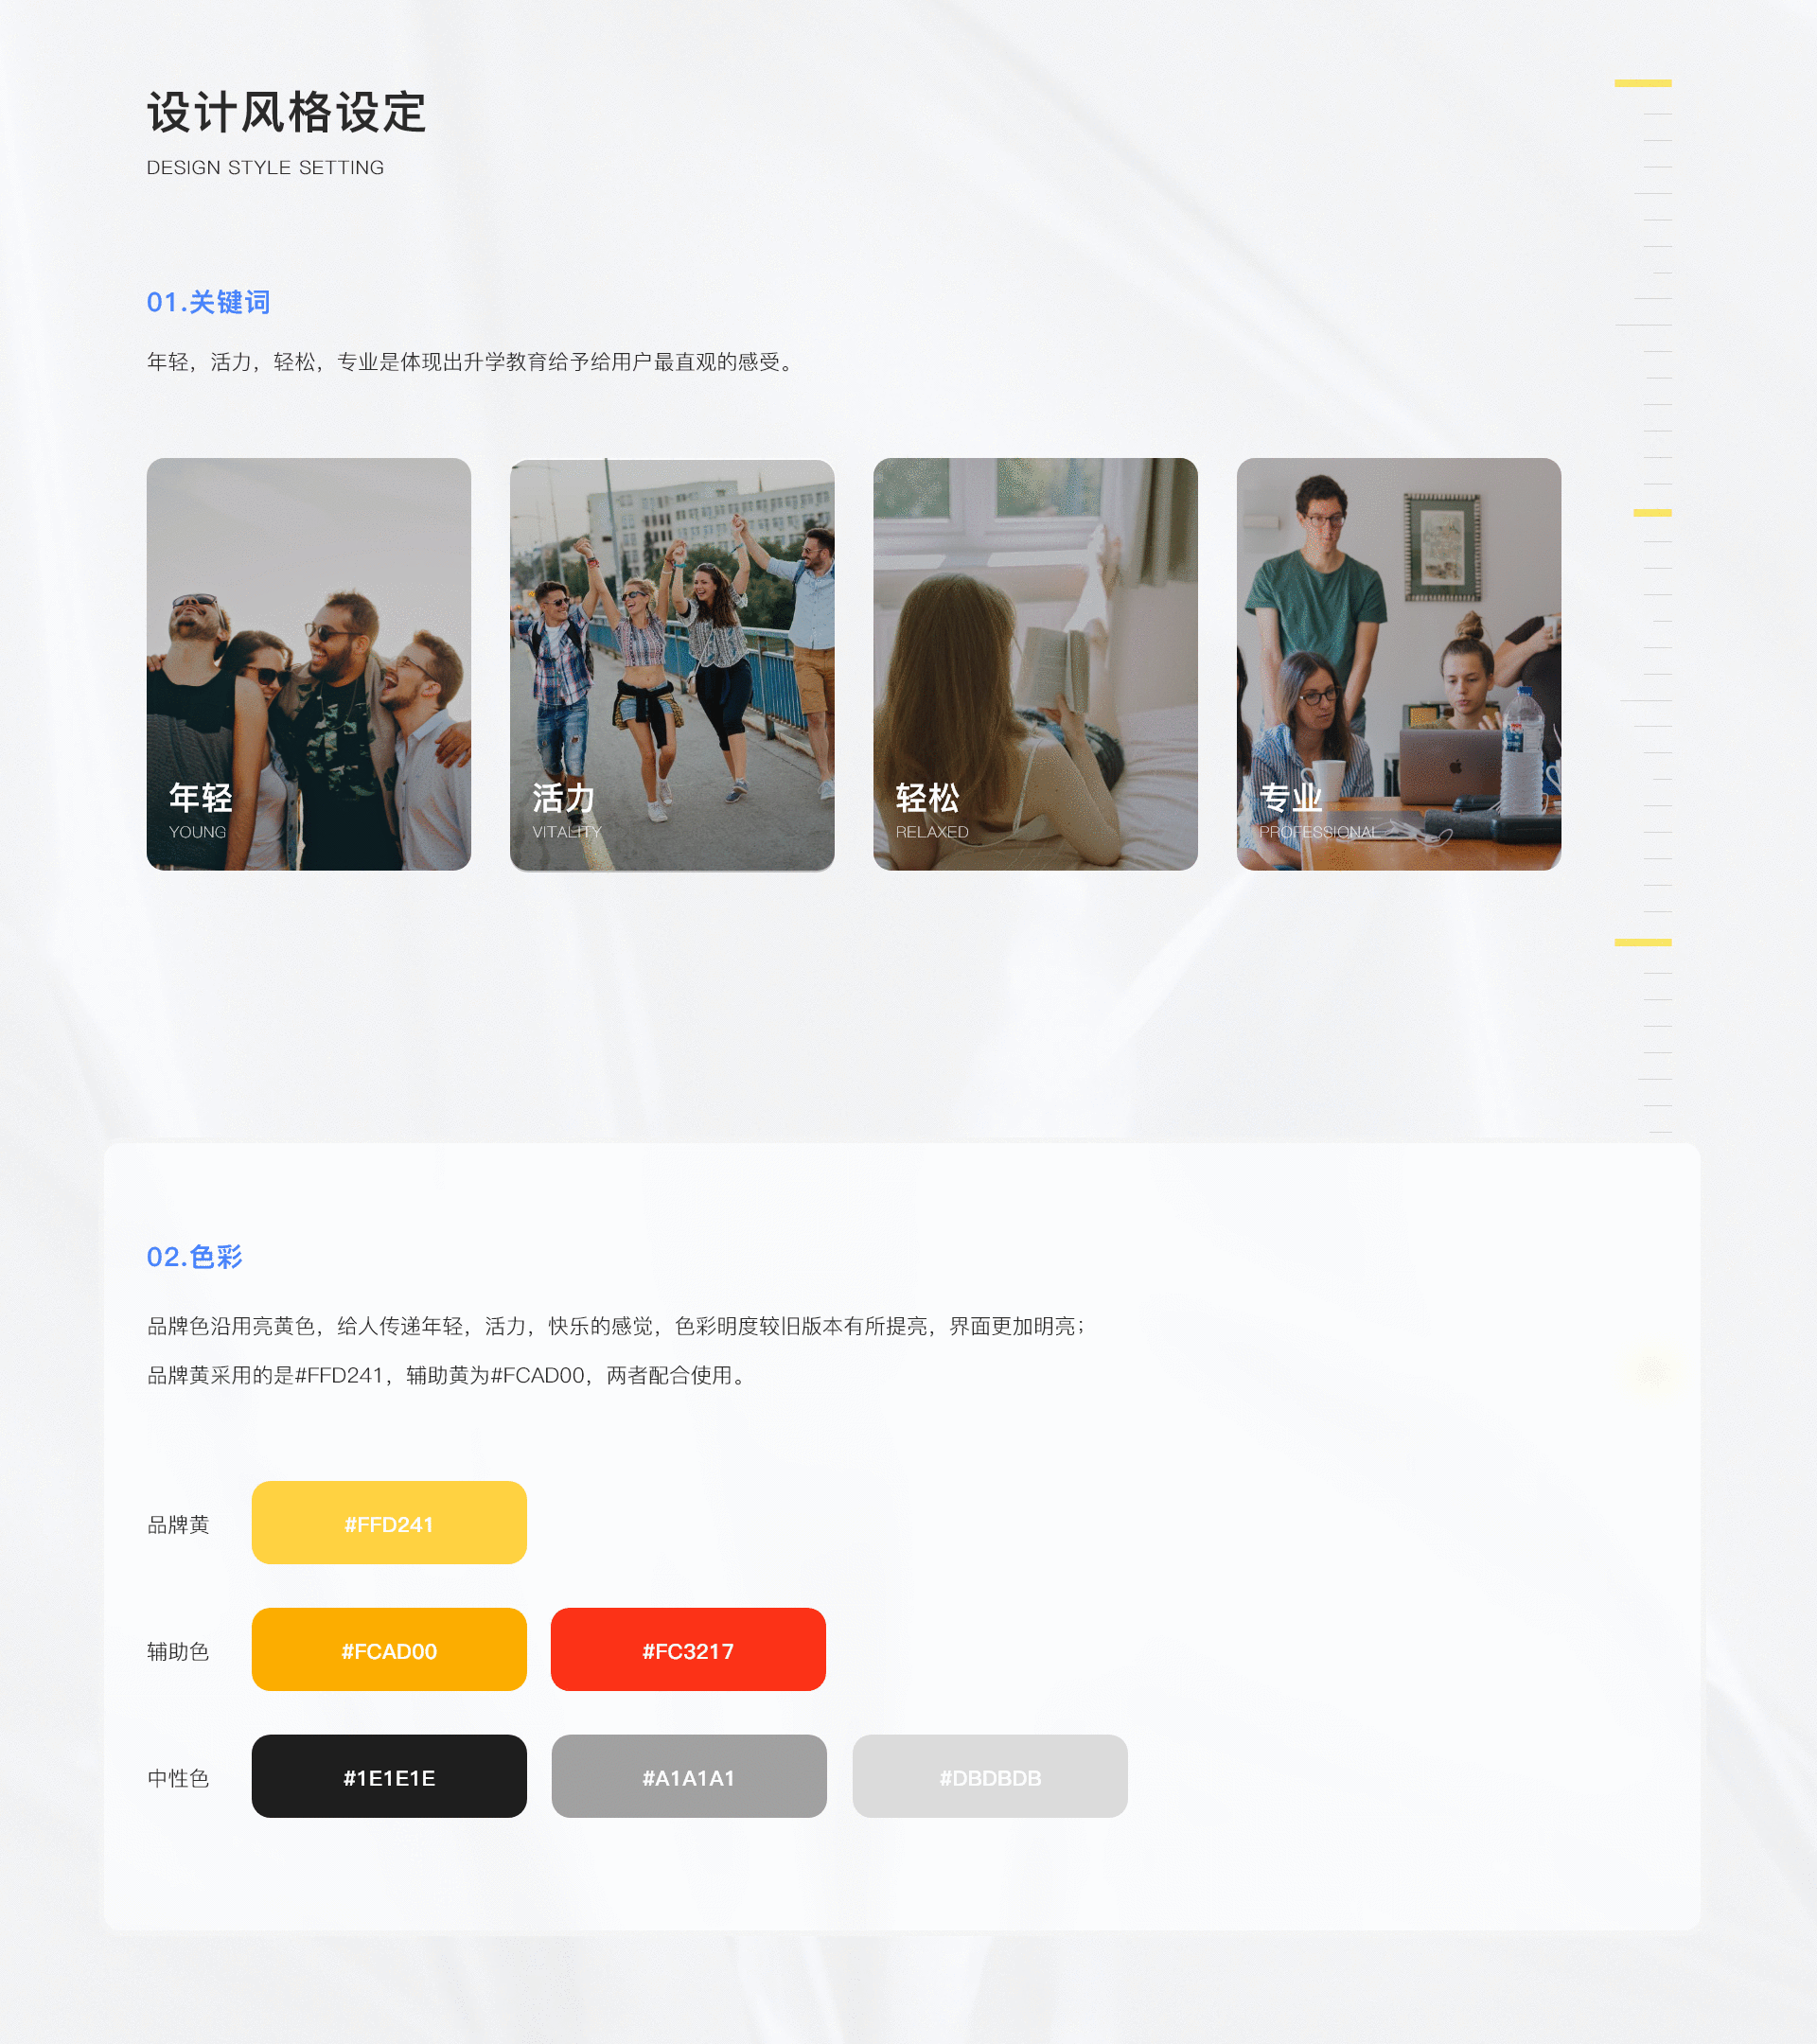 设计风格设定
DESIGN STYLE SETTING
01.关键词
年轻，活力，轻松，专业是体现出升学教育给予给用户最直观的感受。
年轻
YOUNG
活力
VITALITY
轻松
RELAXED
专业
PROFESSIONAL
02.色彩
品牌色沿用亮黄色，给人传递年轻，活力，快乐的感觉，色彩明度较旧版本有所提亮，界面更加明亮；
品牌黄采用的是#FFD241，辅助黄为#FCAD00，两者配合使用。
品牌黄
#FFD241
辅助色
#FCAD00
#FC3217
中性色
#1E1E1E
#A1A1A1
#DBDBDB